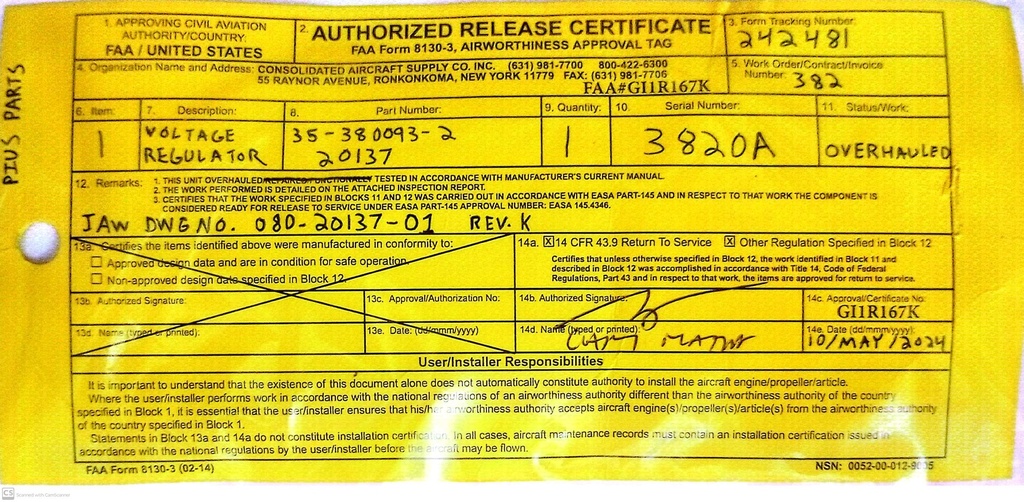 PIUS PARTS
1. APPROVING CIVIL AVIATION AUTHORITY/COUNTRY:
FAA / UNITED STATES
2. AUTHORIZED RELEASE CERTIFICATE
FAA Form 8130-3, AIRWORTHINESS APPROVAL TAG
3. Form Tracking Number:
242481
4. Organization Name and Address: CONSOLIDATED AIRCRAFT SUPPLY CO. INC. (631) 981-7700 800-422-6300
55 RAYNOR AVENUE, RONKONKOMA, NEW YORK 11779 FAX: (631) 981-7706
FAA#GI1R167K
5. Work Order/Contract/Invoice
Number: 382
6. Item: 7. Description: 8. Part Number: 9. Quantity: 10. Serial Number: 11. Status/Work:
1 VOLTAGE REGULATOR 35-380093-2 20137 1 3820A OVERHAULED
12. Remarks: 1. THIS UNIT OVERHAULED/REPAIRED/FUNCTIONALLY TESTED IN ACCORDANCE WITH MANUFACTURER'S CURRENT MANUAL.
2. THE WORK PERFORMED IS DETAILED ON THE ATTACHED INSPECTION REPORT.
3. CERTIFIES THAT THE WORK SPECIFIED IN BLOCKS 11 AND 12 WAS CARRIED OUT IN ACCORDANCE WITH EASA PART-145 AND IN RESPECT TO THAT WORK THE COMPONENT IS
CONSIDERED READY FOR RELEASE TO SERVICE UNDER EASA PART-145 APPROVAL NUMBER: EASA 145.4346.
IAW DWG NO. 080-20137-01 REV. K
13a. Certifies the items identified above were manufactured in conformity to:
☐ Approved design data and are in condition for safe operation.
☐ Non-approved design data specified in Block 12.
14a. ☒ 14 CFR 43.9 Return To Service ☒ Other Regulation Specified in Block 12
Certifies that unless otherwise specified in Block 12, the work identified in Block 11 and
described in Block 12 was accomplished in accordance with Title 14, Code of Federal
Regulations, Part 43 and in respect to that work, the items are approved for return to service.
13b. Authorized Signature: 13c. Approval/Authorization No: 14b. Authorized Signature: 14c. Approval/Certificate No:
GI1R167K
13d. Name (typed or printed): 13e. Date: (dd/mmm/yyyy) 14d. Name (typed or printed): 14e. Date (dd/mmm/yyyy):
10/MAY/2024
User/Installer Responsibilities
It is important to understand that the existence of this document alone does not automatically constitute authority to install the aircraft engine/propeller/article.
Where the user/installer performs work in accordance with the national regulations of an airworthiness authority different than the airworthiness authority of the country
specified in Block 1, it is essential that the user/installer ensures that his/her airworthiness authority accepts aircraft engine(s)/propeller(s)/article(s) from the airworthiness authority
of the country specified in Block 1.
Statements in Block 13a and 14a do not constitute installation certification. In all cases, aircraft maintenance records must contain an installation certification issued in
accordance with the national regulations by the user/installer before the aircraft may be flown.
FAA Form 8130-3 (02-14)
NSN: 0052-00-012-9005
CS Scanned with CamScanner